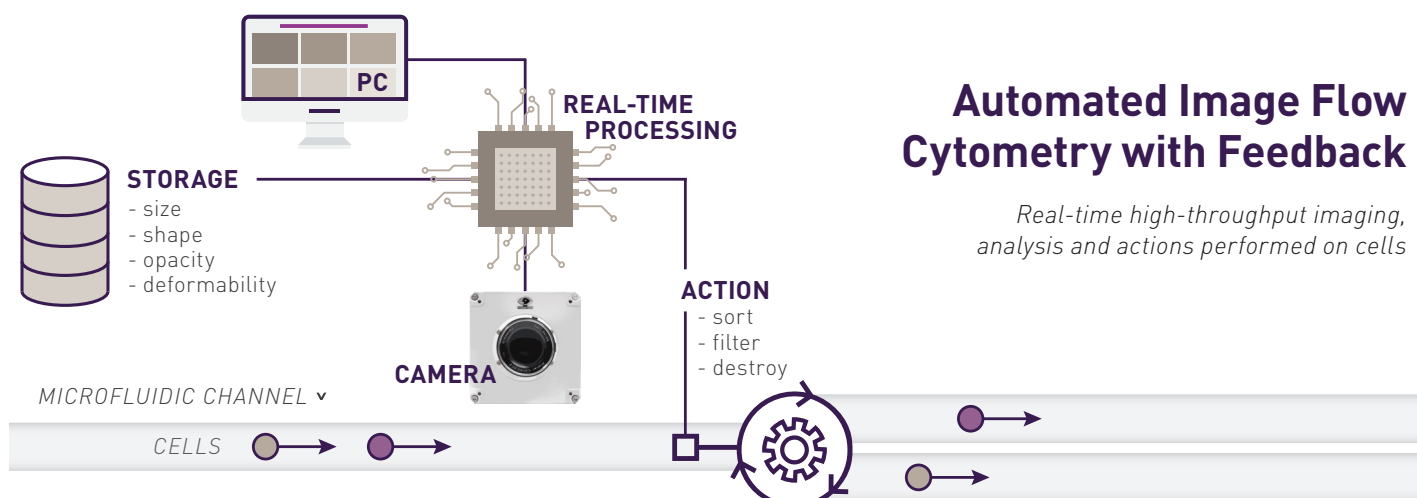 PC
REAL-TIME
PROCESSING
Automated Image Flow
Cytometry with Feedback
Real-time high-throughput imaging,
analysis and actions performed on cells
STORAGE
- size
- shape
- opacity
- deformability
ACTION
- sort
- filter
- destroy
CAMERA
MICROFLUIDIC CHANNEL
CELLS